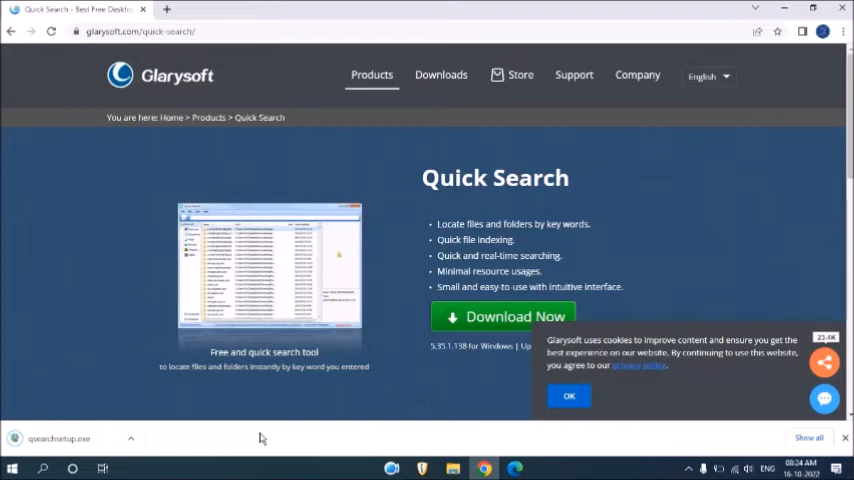 Quick Search - Best Free Deskto
glarysoft.com/quick-search/
Glarysoft
Products
Downloads
Store
Support
Company
English
You are here: Home > Products > Quick Search
Quick Search
• Locate files and folders by key words.
• Quick file indexing.
• Quick and real-time searching.
• Minimal resource usages.
• Small and easy-to-use with intuitive interface.
Download Now
5.35.1.138 for Windows | Up
Free and quick search tool
to locate files and folders instantly by key word you entered
Glarysoft uses cookies to improve content and ensure you get the
best experience on our website. By continuing to use this website,
you agree to our privacy policy.
OK
23.4K
qsearchsetup.exe
Show all
ENG
08:24 AM
16-10-2022